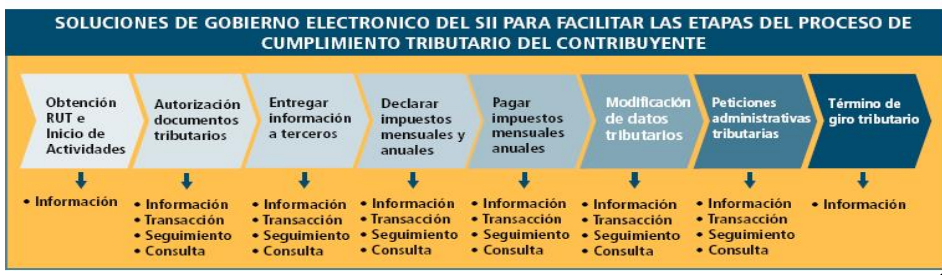 SOLUCIONES DE GOBIERNO ELECTRONICO DEL SII PARA FACILITAR LAS ETAPAS DEL PROCESO DE
CUMPLIMIENTO TRIBUTARIO DEL CONTRIBUYENTE
Obtención
RUT e
Inicio de
Actividades
Autorización
documentos
tributarios
Entregar
información
a terceros
Declarar
impuestos
mensuales y
anuales
Pagar
impuestos
mensuales
anuales
Modificación
de datos
tributarios
Peticiones
administrativas
tributarias
Término de
giro tributario
• Información
• Información
• Transacción
• Seguimiento
• Consulta
• Información
• Transacción
• Seguimiento
• Consulta
• Información
• Transacción
• Seguimiento
• Consulta
• Información
• Transacción
• Seguimiento
• Consulta
• Información
• Transacción
• Seguimiento
• Consulta
• Información
• Transacción
• Seguimiento
• Consulta
• Información